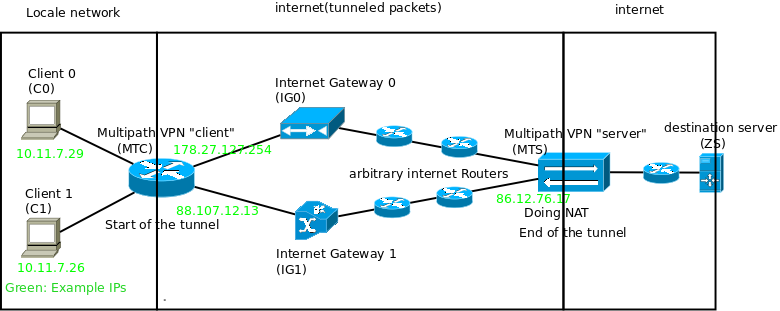 Locale network
internet(tunneled packets)
internet
Client 0
(C0)
10.11.7.29
Multipath VPN "client"
(MTC)
178.27.127.254
Internet Gateway 0
(IG0)
Multipath VPN "server"
(MTS)
destination server
(ZS)
arbitrary internet Routers
Client 1
(C1)
10.11.7.26
88.107.12.13
Start of the tunnel
86.12.76.17
Doing NAT
End of the tunnel
Internet Gateway 1
(IG1)
Green: Example IPs
.